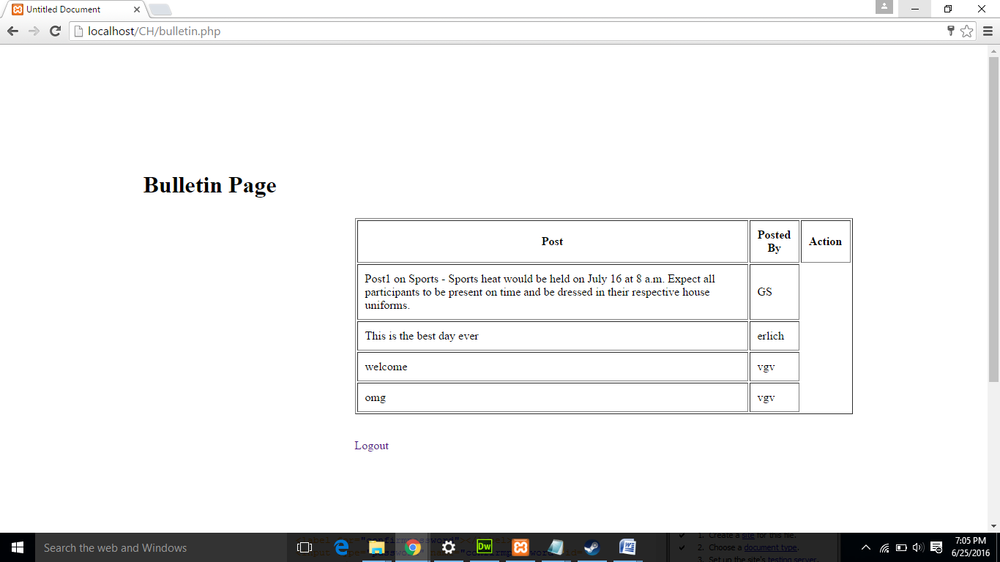 Untitled Document
localhost/CH/bulletin.php
Bulletin Page
Post
Posted
By
Action
Post1 on Sports - Sports heat would be held on July 16 at 8 a.m. Expect all
participants to be present on time and be dressed in their respective house
uniforms.
GS
This is the best day ever
erlich
welcome
vgv
omg
vgv
Logout
Search the web and Windows
Dw
1. Create a site for this file.
2. Choose a document type.
3. Set up the site's testing server.
7:05 PM
6/25/2016